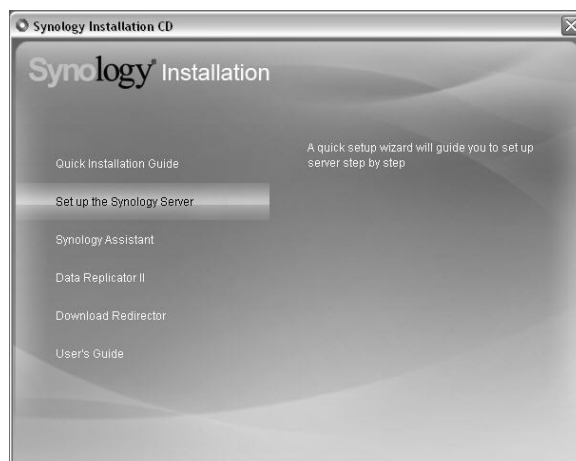 Synology Installation CD
Synology Installation
Quick Installation Guide
Set up the Synology Server
Synology Assistant
Data Replicator II
Download Redirector
User's Guide
A quick setup wizard will guide you to set up
server step by step